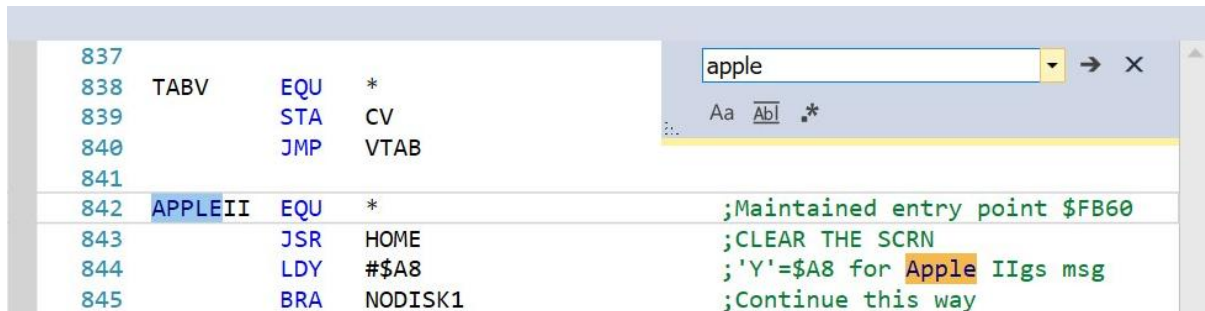 837
apple
838 TABV EQU *
839 STA CV
Aa Abl .*
840 JMP VTAB
841
842 APPLEII EQU * ;Maintained entry point $FB60
843 JSR HOME ;CLEAR THE SCRN
844 LDY #$A8 ;'Y'=$A8 for Apple IIgs msg
845 BRA NODISK1 ;Continue this way